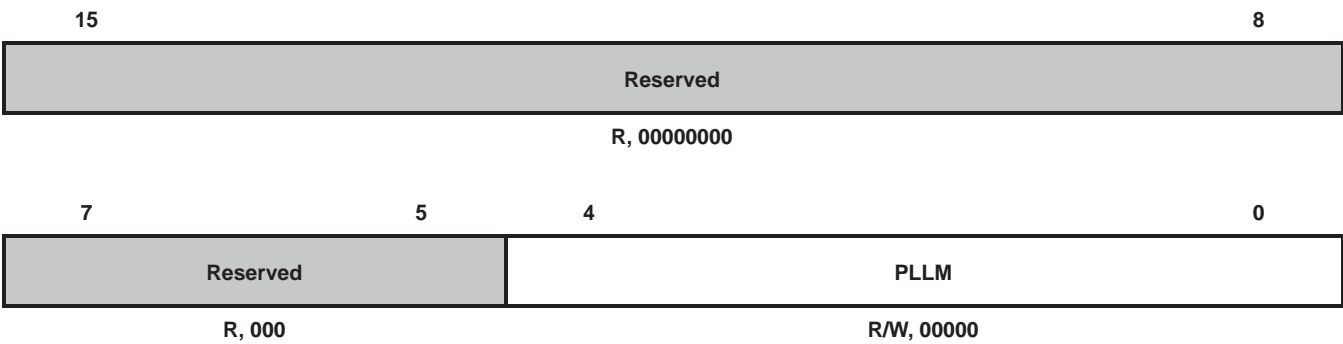 15 8
Reserved
R, 00000000
7 5 4 0
Reserved PLLM
R, 000 R/W, 00000